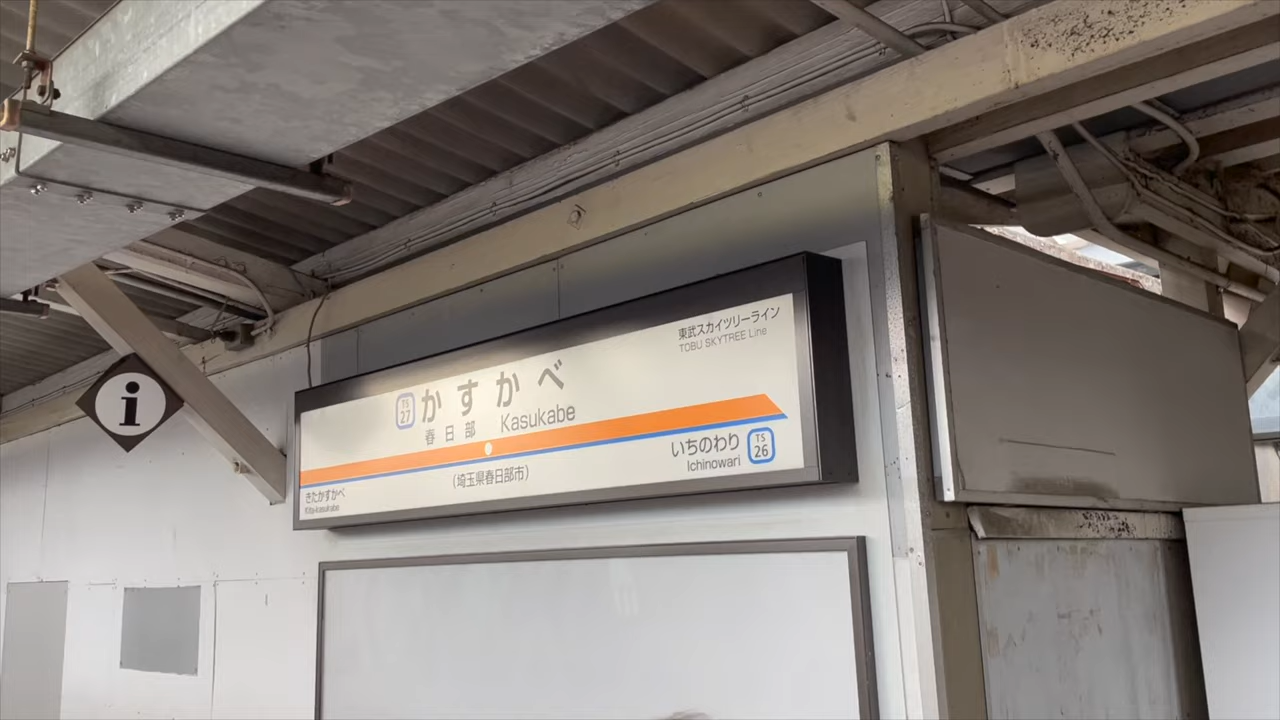 i
東武スカイツリーライン
TOBU SKYTREE Line
TS
27
かすかべ
春日部
Kasukabe
きたかすかべ
Kita-kasukabe
(埼玉県春日部市)
いちのわり
Ichinowari
TS
26